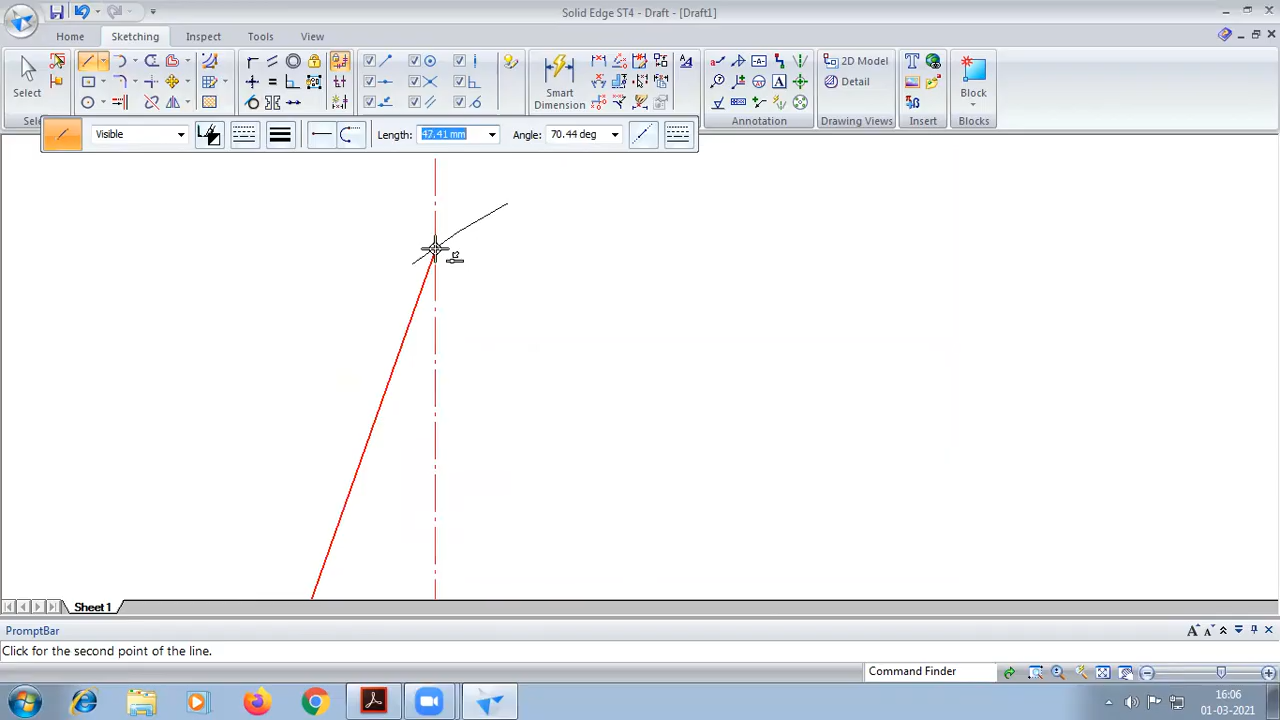 Solid Edge ST4 - Draft - [Draft1]
Home Sketching Inspect Tools View
Select
Smart Dimension
2D Model
Detail
Block
Sel
Annotation Drawing Views Insert Blocks
Visible Length: 47.41 mm Angle: 70.44 deg
Sheet1
PromptBar
Click for the second point of the line.
Command Finder
16:06
01-03-2021